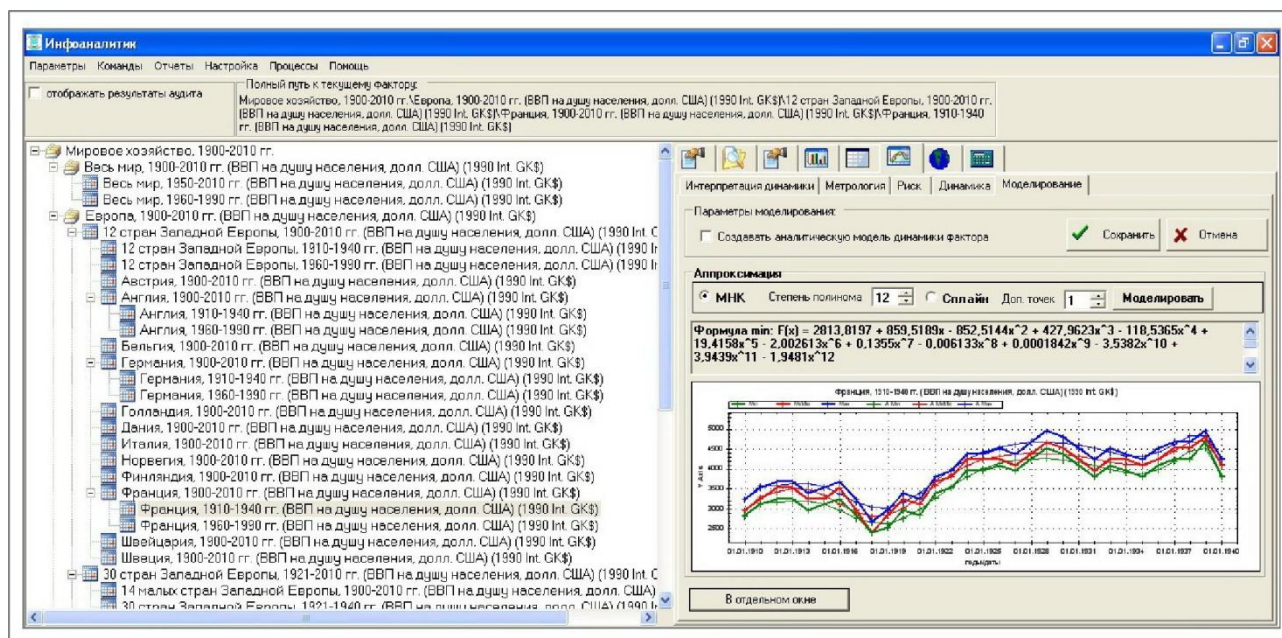 Инфоаналитик
Параметры Команды Отчеты Настройка Процессы Помощь
отображать результаты аудита
Полный путь к текущему фактору:
Мировое хозяйство, 1900-2010 гг.\Европа, 1900-2010 гг. (ВВП на душу населения, долл. США) (1990 Int. GK$)\12 стран Западной Европы, 1900-2010 гг.
(ВВП на душу населения, долл. США) (1990 Int. GK$)\Франция, 1900-2010 гг. (ВВП на душу населения, долл. США) (1990 Int. GK$)\Франция, 1910-1940
гг. (ВВП на душу населения, долл. США) (1990 Int. GK$)
Мировое хозяйство, 1900-2010 гг.
Весь мир, 1900-2010 гг. (ВВП на душу населения, долл. США) (1990 Int. GK$)
Весь мир, 1950-2010 гг. (ВВП на душу населения, долл. США) (1990 Int. GK$)
Весь мир, 1960-1990 гг. (ВВП на душу населения, долл. США) (1990 Int. GK$)
Европа, 1900-2010 гг. (ВВП на душу населения, долл. США) (1990 Int. GK$)
12 стран Западной Европы, 1900-2010 гг. (ВВП на душу населения, долл. США) (1990 Int. G
12 стран Западной Европы, 1910-1940 гг. (ВВП на душу населения, долл. США) (1990 I
12 стран Западной Европы, 1960-1990 гг. (ВВП на душу населения, долл. США) (1990 I
Австрия, 1900-2010 гг. (ВВП на душу населения, долл. США) (1990 Int. GK$)
Англия, 1900-2010 гг. (ВВП на душу населения, долл. США) (1990 Int. GK$)
Англия, 1910-1940 гг. (ВВП на душу населения, долл. США) (1990 Int. GK$)
Англия, 1960-1990 гг. (ВВП на душу населения, долл. США) (1990 Int. GK$)
Бельгия, 1900-2010 гг. (ВВП на душу населения, долл. США) (1990 Int. GK$)
Германия, 1900-2010 гг. (ВВП на душу населения, долл. США) (1990 Int. GK$)
Германия, 1910-1940 гг. (ВВП на душу населения, долл. США) (1990 Int. GK$)
Германия, 1960-1990 гг. (ВВП на душу населения, долл. США) (1990 Int. GK$)
Голландия, 1900-2010 гг. (ВВП на душу населения, долл. США) (1990 Int. GK$)
Дания, 1900-2010 гг. (ВВП на душу населения, долл. США) (1990 Int. GK$)
Италия, 1900-2010 гг. (ВВП на душу населения, долл. США) (1990 Int. GK$)
Норвегия, 1900-2010 гг. (ВВП на душу населения, долл. США) (1990 Int. GK$)
Финляндия, 1900-2010 гг. (ВВП на душу населения, долл. США) (1990 Int. GK$)
Франция, 1900-2010 гг. (ВВП на душу населения, долл. США) (1990 Int. GK$)
Франция, 1910-1940 гг. (ВВП на душу населения, долл. США) (1990 Int. GK$)
Франция, 1960-1990 гг. (ВВП на душу населения, долл. США) (1990 Int. GK$)
Швейцария, 1900-2010 гг. (ВВП на душу населения, долл. США) (1990 Int. GK$)
Швеция, 1900-2010 гг. (ВВП на душу населения, долл. США) (1990 Int. GK$)
30 стран Западной Европы, 1921-2010 гг. (ВВП на душу населения, долл. США) (1990 Int. G
14 малых стран Западной Европы, 1900-2010 гг. (ВВП на душу населения, долл. США)
30 стран Западной Европы, 1921-1940 гг. (ВВП на душу населения, долл. США) (1990 I
Интерпретация динамики Метрология Риск Динамика Моделирование
Параметры моделирования:
Создавать аналитическую модель динамики фактора
Сохранить Отмена
Аппроксимация
МНК Степень полинома 12 Сплайн Доп. точек 1 Моделировать
Формула min: F(x) = 2813,8197 + 859,5189x - 852,5144x^2 + 427,9623x^3 - 118,5365x^4 +
19,4158x^5 - 2,002613x^6 + 0,1355x^7 - 0,006133x^8 + 0,0001842x^9 - 3,5382x^10 +
3,9439x^11 - 1,9481x^12
Франция, 1910-1940 гг. (ВВП на душу населения, долл. США) (1990 Int. GK$)
Min Middle Max A.Min A.Middle A.Max
5000
4500
4000
3500
3000
2500
Y Axis
01.01.1910 01.01.1913 01.01.1916 01.01.1919 01.01.1922 01.01.1925 01.01.1928 01.01.1931 01.01.1934 01.01.1937 01.01.1940
В отдельном окне